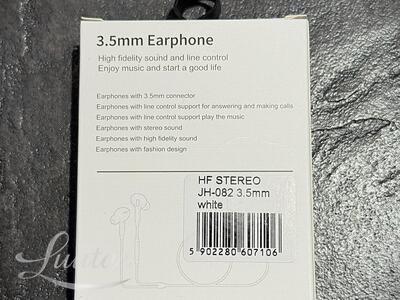 3.5mm Earphone
High fidelity sound and line control
Enjoy music and start a good life
Earphones with 3.5mm connector
Earphones with line control support for answering and making calls
Earphones with line control support play the music
Earphones with stereo sound
Earphones with high fidelity sound
Earphones with fashion design
HF STEREO
JH-082 3.5mm
white
5 902280 607106